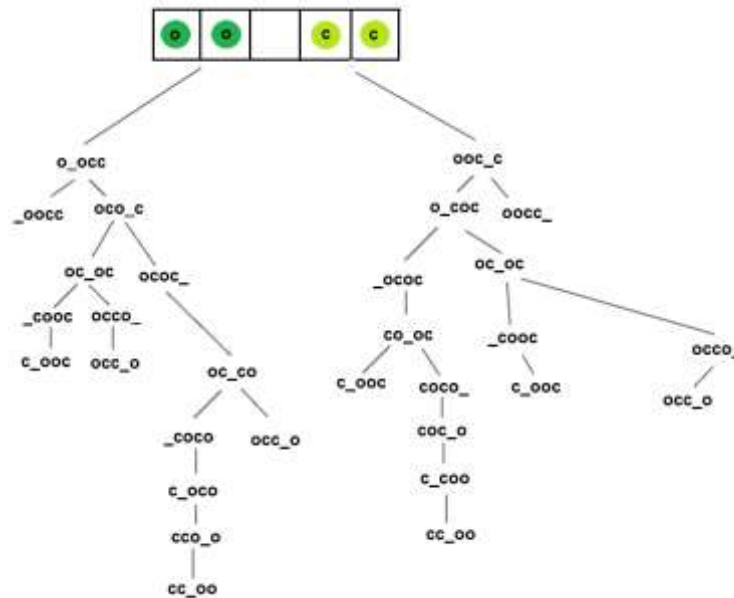 O O C C
O_OCC OOC_C
_OOCC OCO_C O_COC OOCC_
OC_OC OCOC_ _OCOC OC_OC
_COOC OCCO_ CO_OC _COOC OCCO_
C_OOC OCC_O OC_CO C_OOC COCO_ C_OOC OCC_O
_COCO OCC_O COC_O
C_OCO C_COO
CCO_O CC_OO
CC_OO